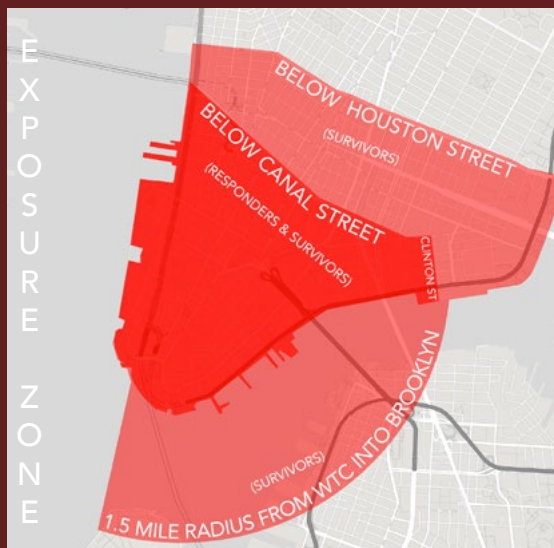 EXPOSURE ZONE
BELOW HOUSTON STREET
(SURVIVORS)
BELOW CANAL STREET
(RESPONDERS & SURVIVORS)
CLINTON ST
(SURVIVORS)
1.5 MILE RADIUS FROM WTC INTO BROOKLYN